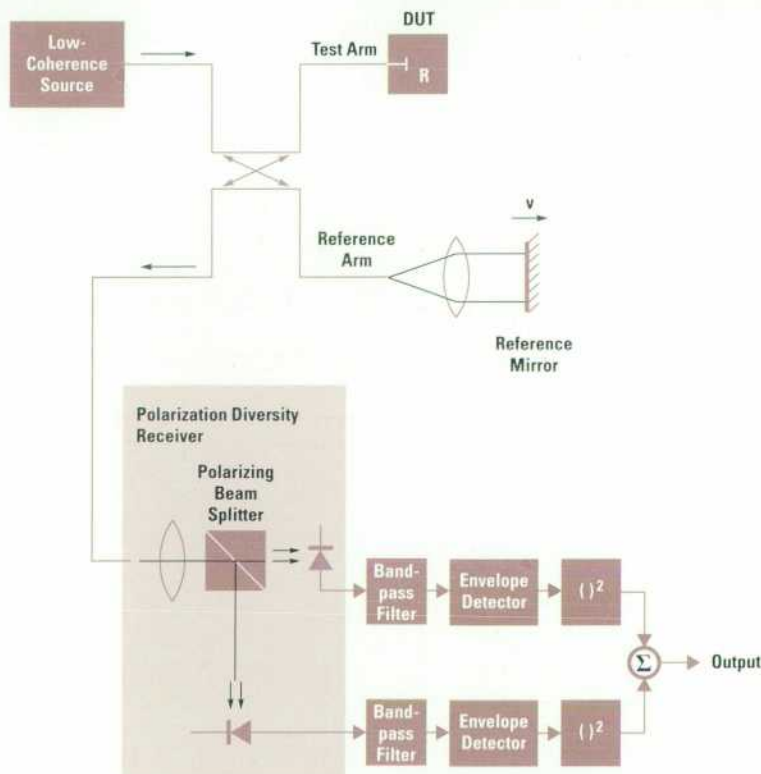 DUT
Low-
Coherence
Source
Test Arm
R
v
Reference
Arm
Reference
Mirror
Polarization Diversity
Receiver
Polarizing
Beam
Splitter
Band-
pass
Filter
Envelope
Detector
( )²
Σ
Output
Band-
pass
Filter
Envelope
Detector
( )²